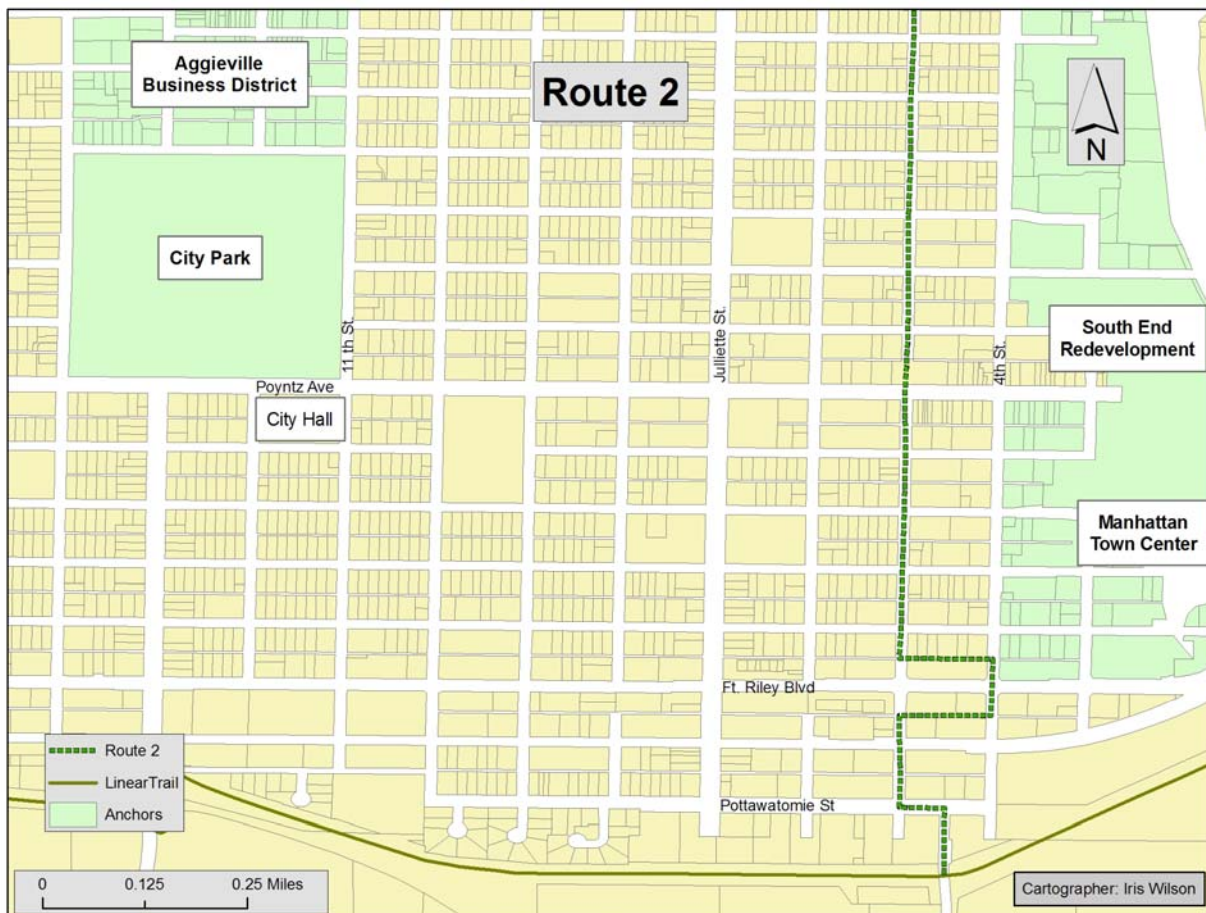 Aggieville
Business District
Route 2
N
City Park
11 th St.
Julliette St.
4th St.
South End
Redevelopment
Poyntz Ave
City Hall
Manhattan
Town Center
Ft. Riley Blvd
Route 2
LinearTrail
Anchors
Pottawatomie St
0 0.125 0.25 Miles
Cartographer: Iris Wilson